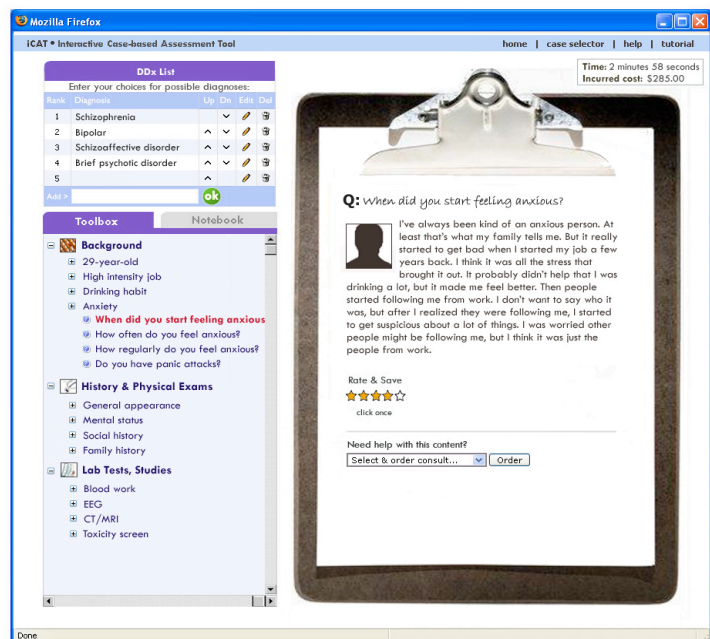 Mozilla Firefox
iCAT • Interactive Case-based Assessment Tool
home | case selector | help | tutorial
Time: 2 minutes 58 seconds
Incurred cost: $285.00
DDx List
Enter your choices for possible diagnoses:
Rank Diagnosis Up Dn Edit Del
1 Schizophrenia
2 Bipolar
3 Schizoaffective disorder
4 Brief psychotic disorder
5
Add > ok
Toolbox
Notebook
Background
29-year-old
High intensity job
Drinking habit
Anxiety
When did you start feeling anxious
How often do you feel anxious?
How regularly do you feel anxious?
Do you have panic attacks?
History & Physical Exams
General appearance
Mental status
Social history
Family history
Lab Tests, Studies
Blood work
EEG
CT/MRI
Toxicity screen
Q: When did you start feeling anxious?
I've always been kind of an anxious person. At
least that's what my family tells me. But it really
started to get bad when I started my job a few
years back. I think it was all the stress that
brought it out. It probably didn't help that I was
drinking a lot, but it made me feel better. Then people
started following me from work. I don't want to say who it
was, but after I realized they were following me, I started
to get suspicious about a lot of things. I was worried other
people might be following me, but I think it was just the
people from work.
Rate & Save
click once
Need help with this content?
Select & order consult... Order
Done